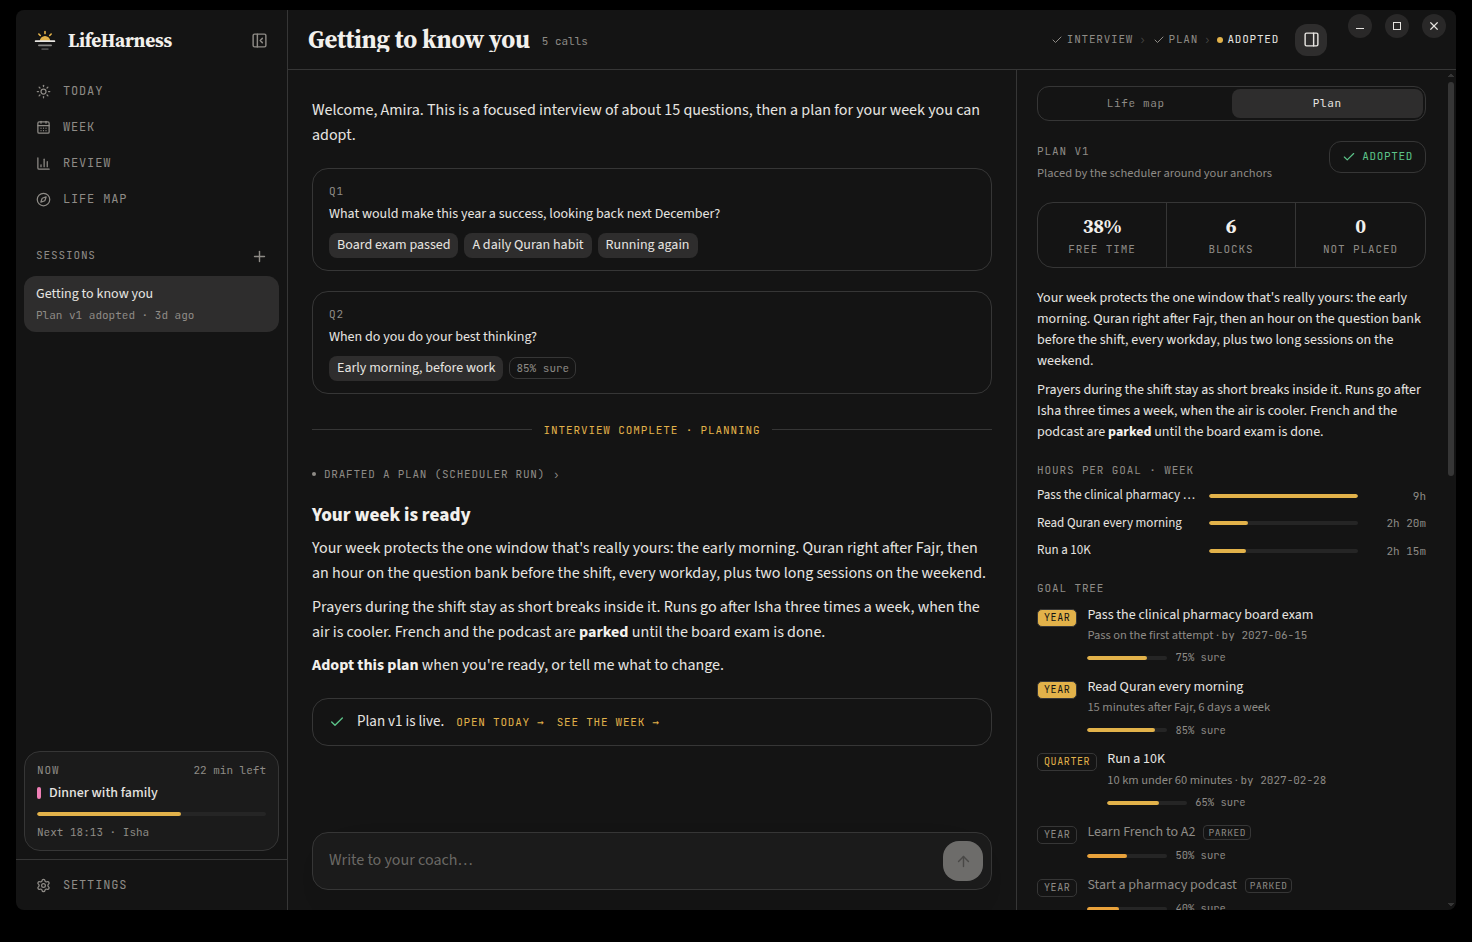 LifeHarness
TODAY
WEEK
REVIEW
LIFE MAP
SESSIONS
Getting to know you
Plan v1 adopted · 3d ago
NOW 22 min left
Dinner with family
Next 18:13 · Isha
SETTINGS
Getting to know you 5 calls
INTERVIEW › PLAN › ADOPTED
Welcome, Amira. This is a focused interview of about 15 questions, then a plan for your week you can
adopt.
Q1
What would make this year a success, looking back next December?
Board exam passed A daily Quran habit Running again
Q2
When do you do your best thinking?
Early morning, before work 85% sure
INTERVIEW COMPLETE · PLANNING
DRAFTED A PLAN (SCHEDULER RUN) ›
Your week is ready
Your week protects the one window that's really yours: the early morning. Quran right after Fajr, then
an hour on the question bank before the shift, every workday, plus two long sessions on the weekend.
Prayers during the shift stay as short breaks inside it. Runs go after Isha three times a week, when the
air is cooler. French and the podcast are parked until the board exam is done.
Adopt this plan when you're ready, or tell me what to change.
Plan v1 is live. OPEN TODAY → SEE THE WEEK →
Write to your coach…
Life map Plan
PLAN V1
Placed by the scheduler around your anchors
ADOPTED
38% 6 0
FREE TIME BLOCKS NOT PLACED
Your week protects the one window that's really yours: the early
morning. Quran right after Fajr, then an hour on the question bank
before the shift, every workday, plus two long sessions on the
weekend.
Prayers during the shift stay as short breaks inside it. Runs go after
Isha three times a week, when the air is cooler. French and the
podcast are parked until the board exam is done.
HOURS PER GOAL · WEEK
Pass the clinical pharmacy … 9h
Read Quran every morning 2h 20m
Run a 10K 2h 15m
GOAL TREE
YEAR Pass the clinical pharmacy board exam
Pass on the first attempt · by 2027-06-15
75% sure
YEAR Read Quran every morning
15 minutes after Fajr, 6 days a week
85% sure
QUARTER Run a 10K
10 km under 60 minutes · by 2027-02-28
65% sure
YEAR Learn French to A2 PARKED
50% sure
YEAR Start a pharmacy podcast PARKED
40% sure